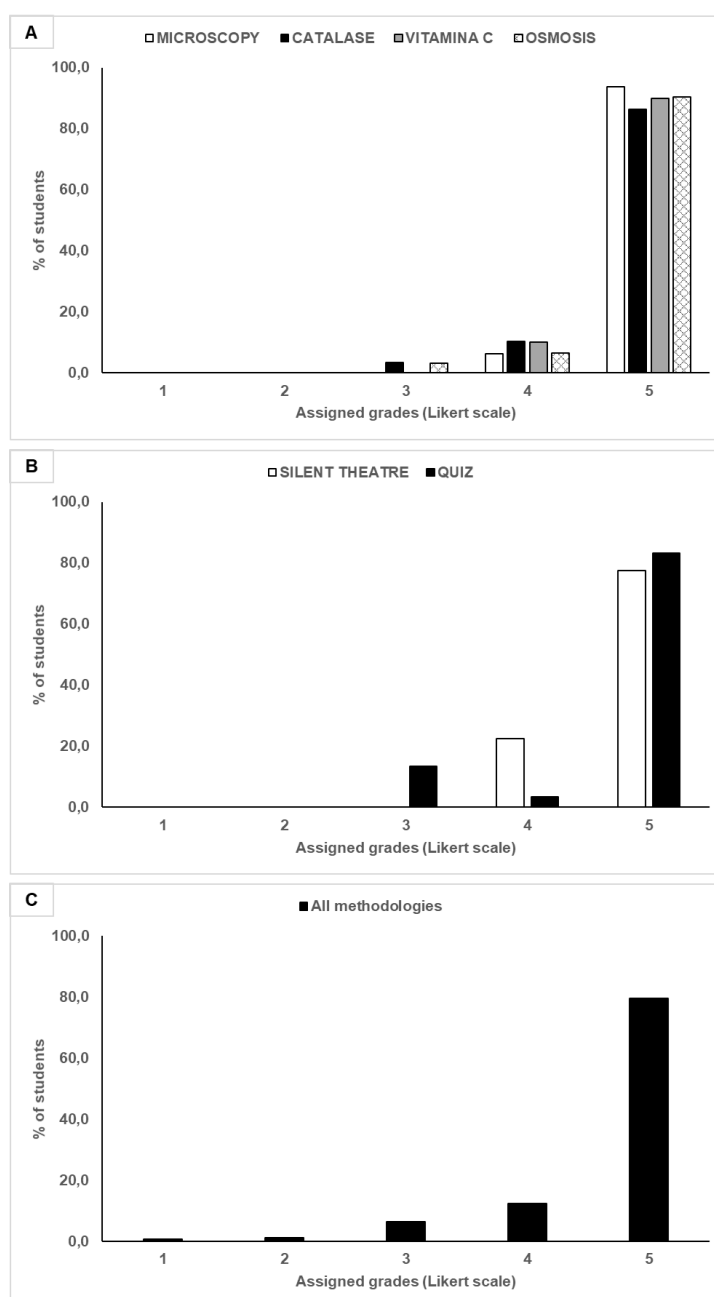 A
MICROSCOPY CATALASE VITAMINA C OSMOSIS
100,0
80,0
60,0
40,0
20,0
0,0
% of students
1 2 3 4 5
Assigned grades (Likert scale)
B
SILENT THEATRE QUIZ
100,0
80,0
60,0
40,0
20,0
0,0
% of students
1 2 3 4 5
Assigned grades (Likert scale)
C
All methodologies
100,0
80,0
60,0
40,0
20,0
0,0
% of students
1 2 3 4 5
Assigned grades (Likert scale)